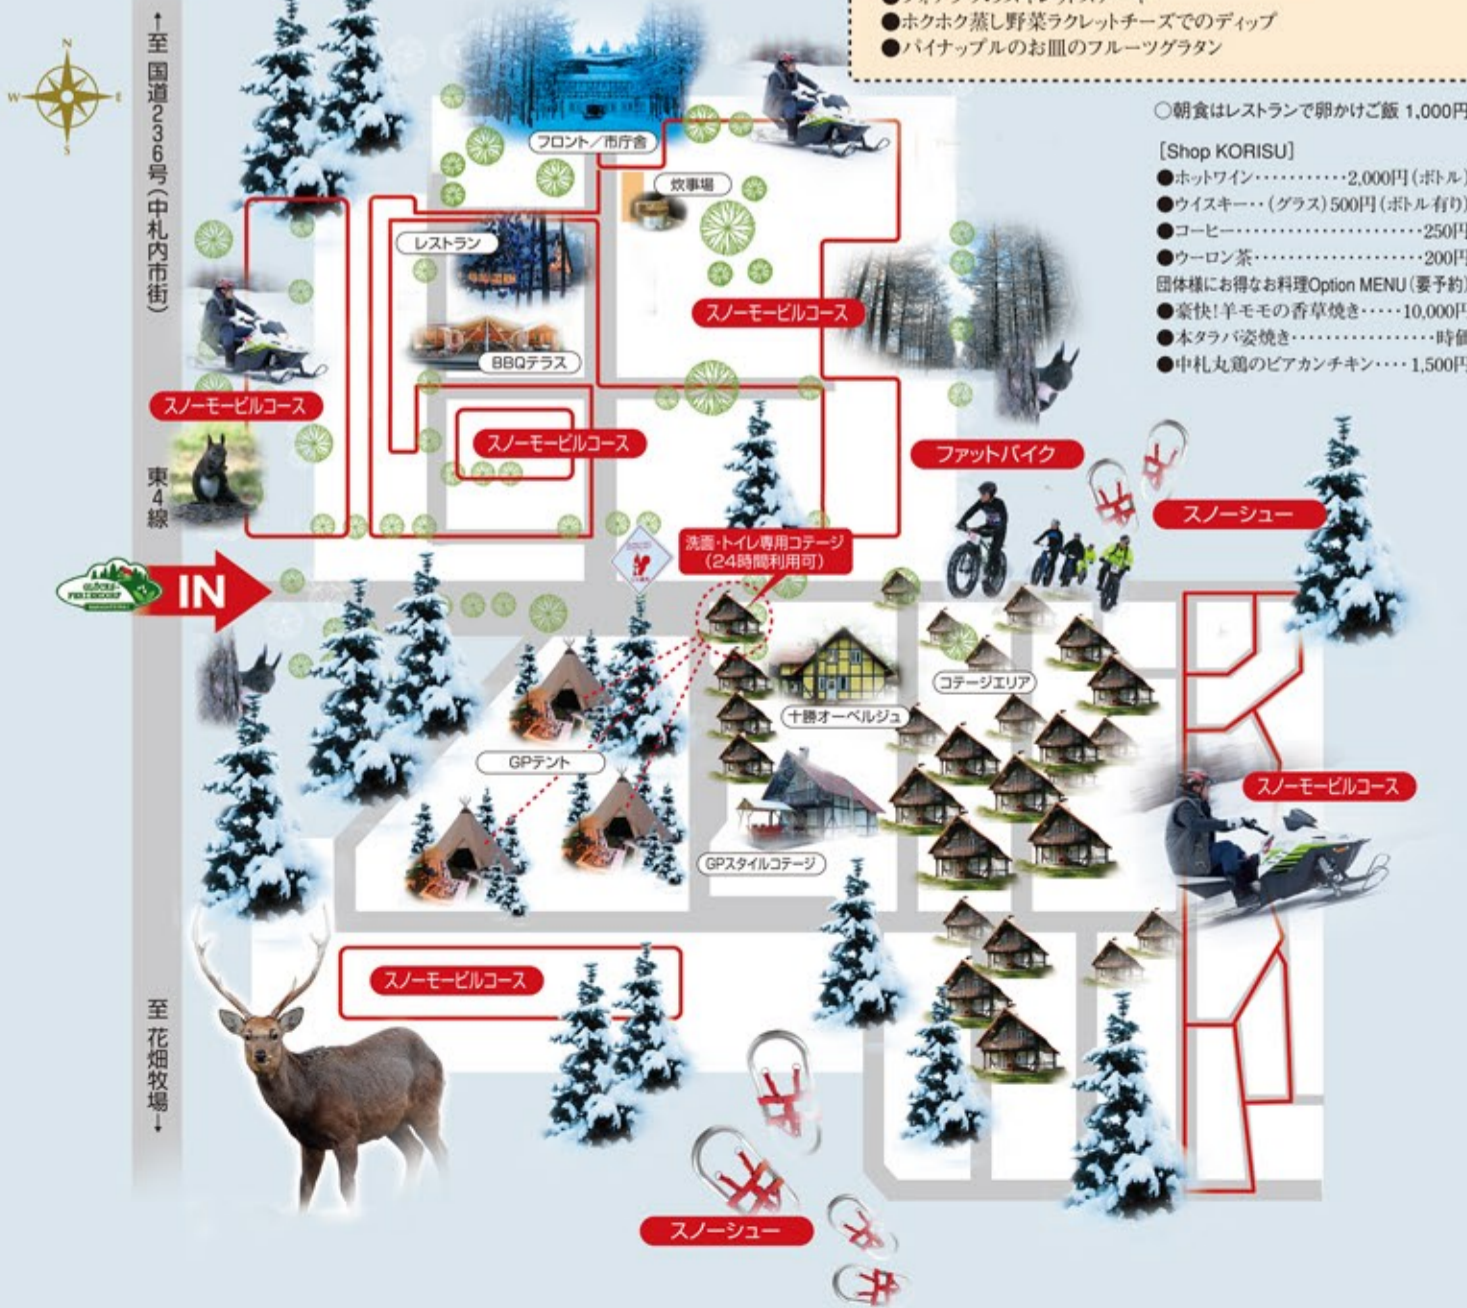 ●ホクホク蒸し野菜ラクレットチーズでのディップ
●パイナップルのお皿のフルーツグラタン
○朝食はレストランで卵かけご飯 1,000円
[Shop KORISU]
●ホットワイン・・・・・・・・・・・2,000円(ボトル)
●ウイスキー・・(グラス)500円(ボトル有り)
●コーヒー・・・・・・・・・・・・・・・・・・・・・250円
●ウーロン茶・・・・・・・・・・・・・・・・・・・200円
団体様にお得なお料理Option MENU(要予約)
●豪快!羊モモの香草焼き・・・・・10,000円
●本タラバ姿焼き・・・・・・・・・・・・・・・・時価
●中札丸鶏のビアカンチキン・・・・1,500円
N
W
E
S
↑至 国道236号(中札内市街)
フロント/市庁舎
炊事場
レストラン
スノーモービルコース
BBQテラス
スノーモービルコース
スノーモービルコース
ファットバイク
東4線
スノーシュー
洗面・トイレ専用コテージ
(24時間利用可)
GLÜCKS-
FERIENDORF
IN
コテージエリア
十勝オーベルジュ
GPテント
スノーモービルコース
GPスタイルコテージ
スノーモービルコース
至 花畑牧場↓
スノーシュー